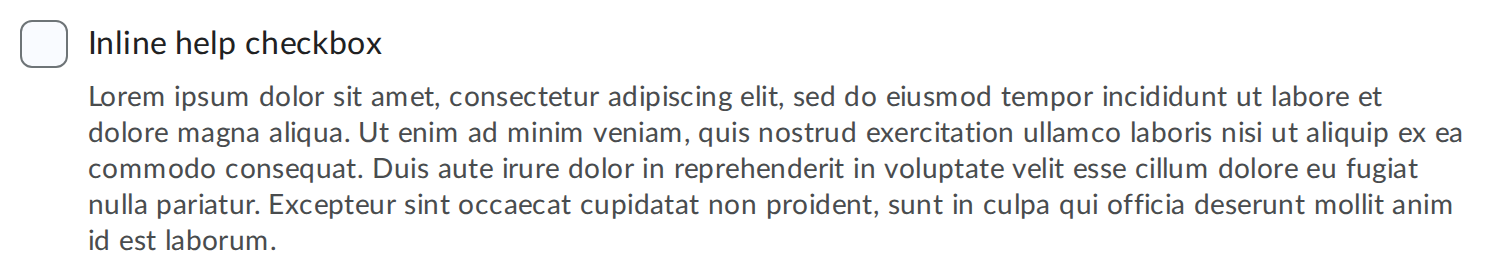 Inline help checkbox
Lorem ipsum dolor sit amet, consectetur adipiscing elit, sed do eiusmod tempor incididunt ut labore et
dolore magna aliqua. Ut enim ad minim veniam, quis nostrud exercitation ullamco laboris nisi ut aliquip ex ea
commodo consequat. Duis aute irure dolor in reprehenderit in voluptate velit esse cillum dolore eu fugiat
nulla pariatur. Excepteur sint occaecat cupidatat non proident, sunt in culpa qui officia deserunt mollit anim
id est laborum.